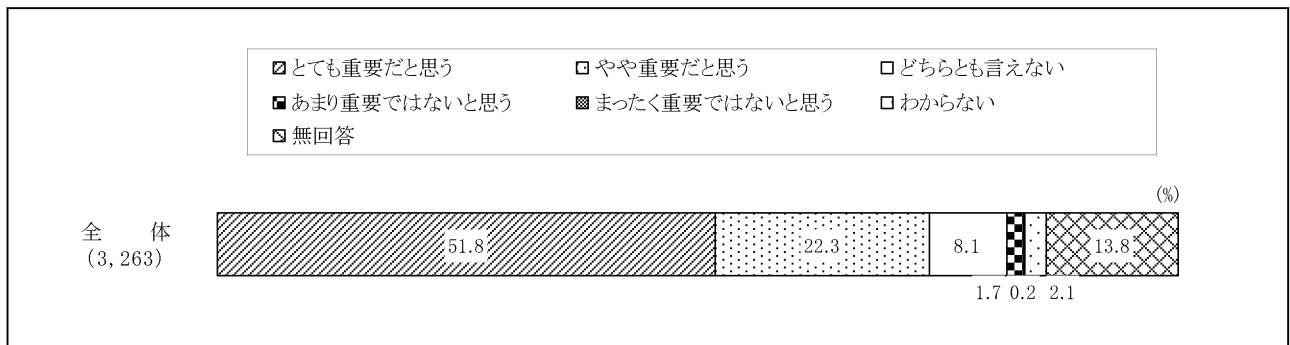 とても重要だと思う やや重要だと思う どちらとも言えない
あまり重要ではないと思う まったく重要ではないと思う わからない
無回答
(%)
全 体
(3,263)
51.8 22.3 8.1 13.8
1.7 0.2 2.1